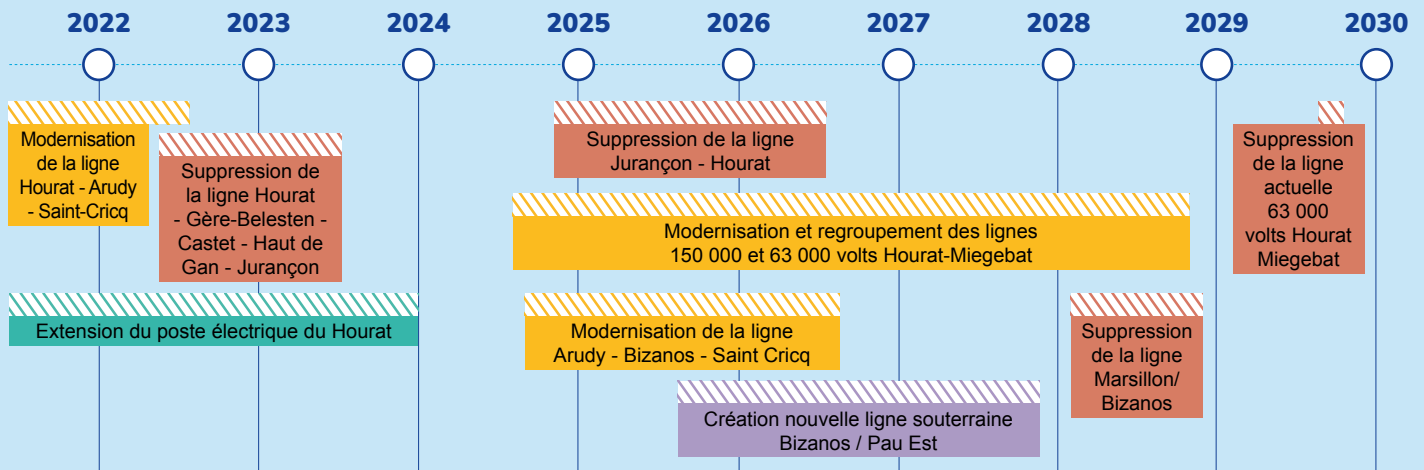 2022 2023 2024 2025 2026 2027 2028 2029 2030
Modernisation
de la ligne
Hourat - Arudy
- Saint-Cricq
Suppression de
la ligne Hourat
- Gère-Belesten -
Castet - Haut de
Gan - Jurançon
Extension du poste électrique du Hourat
Suppression de la ligne
Jurançon - Hourat
Modernisation et regroupement des lignes
150 000 et 63 000 volts Hourat-Miegebat
Modernisation de la ligne
Arudy - Bizanos - Saint Cricq
Création nouvelle ligne souterraine
Bizanos / Pau Est
Suppression
de la ligne
Marsillon/
Bizanos
Suppression
de la ligne
actuelle
63 000
volts Hourat
Miegebat